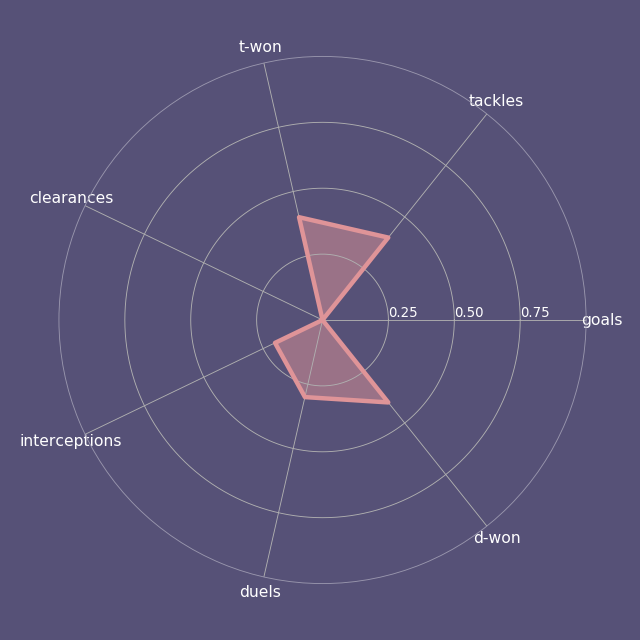 t-won
tackles
clearances
0.25 0.50 0.75
goals
interceptions
d-won
duels